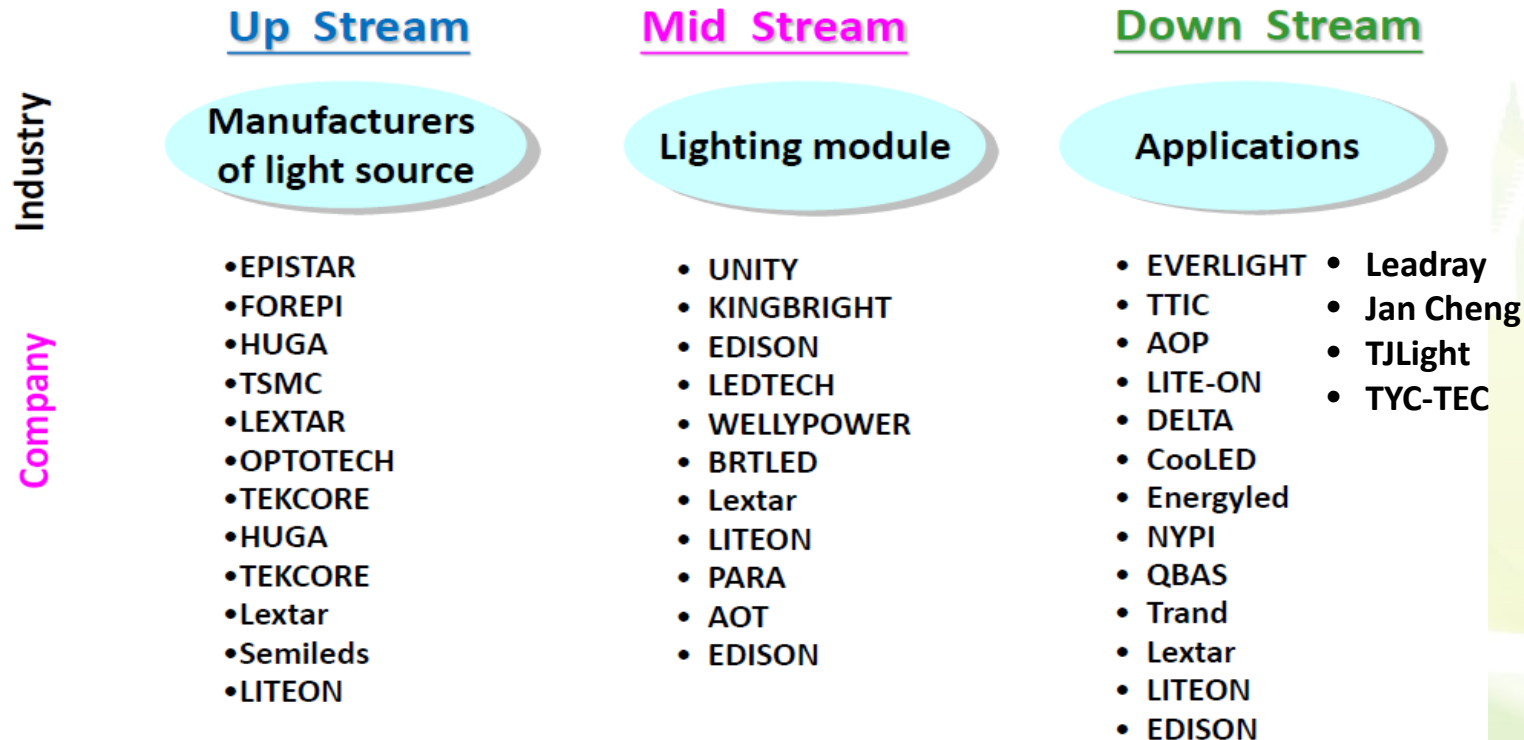 Up Stream
Mid Stream
Down Stream
Industry
Manufacturers
of light source
Lighting module
Applications
Company
•EPISTAR
•FOREPI
•HUGA
•TSMC
•LEXTAR
•OPTOTECH
•TEKCORE
•HUGA
•TEKCORE
•Lextar
•Semileds
•LITEON
• UNITY
• KINGBRIGHT
• EDISON
• LEDTECH
• WELLYPOWER
• BRTLED
• Lextar
• LITEON
• PARA
• AOT
• EDISON
• EVERLIGHT
• TTIC
• AOP
• LITE-ON
• DELTA
• CooLED
• Energyled
• NYPI
• QBAS
• Trand
• Lextar
• LITEON
• EDISON
• Leadray
• Jan Cheng
• TJLight
• TYC-TEC